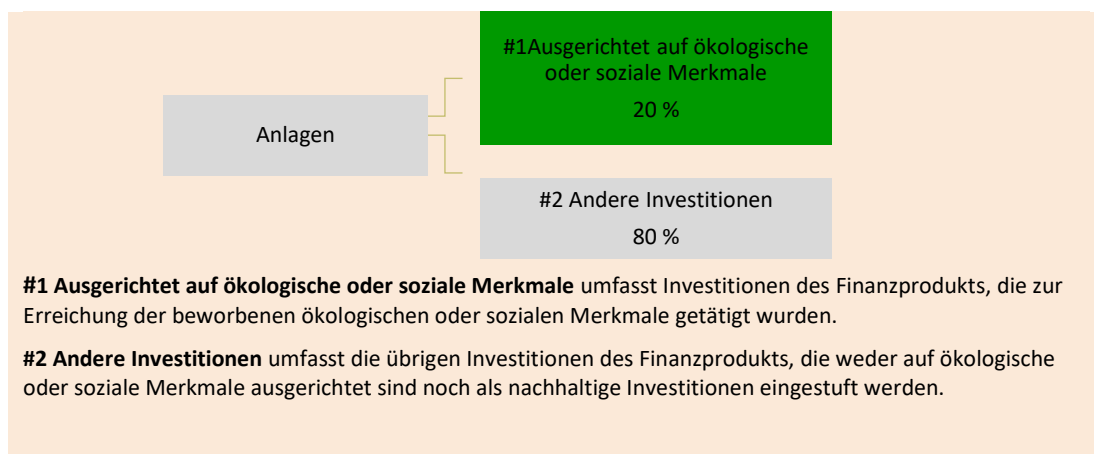 #1Ausgerichtet auf ökologische
oder soziale Merkmale
20 %
Anlagen
#2 Andere Investitionen
80 %
#1 Ausgerichtet auf ökologische oder soziale Merkmale umfasst Investitionen des Finanzprodukts, die zur
Erreichung der beworbenen ökologischen oder sozialen Merkmale getätigt wurden.
#2 Andere Investitionen umfasst die übrigen Investitionen des Finanzprodukts, die weder auf ökologische
oder soziale Merkmale ausgerichtet sind noch als nachhaltige Investitionen eingestuft werden.